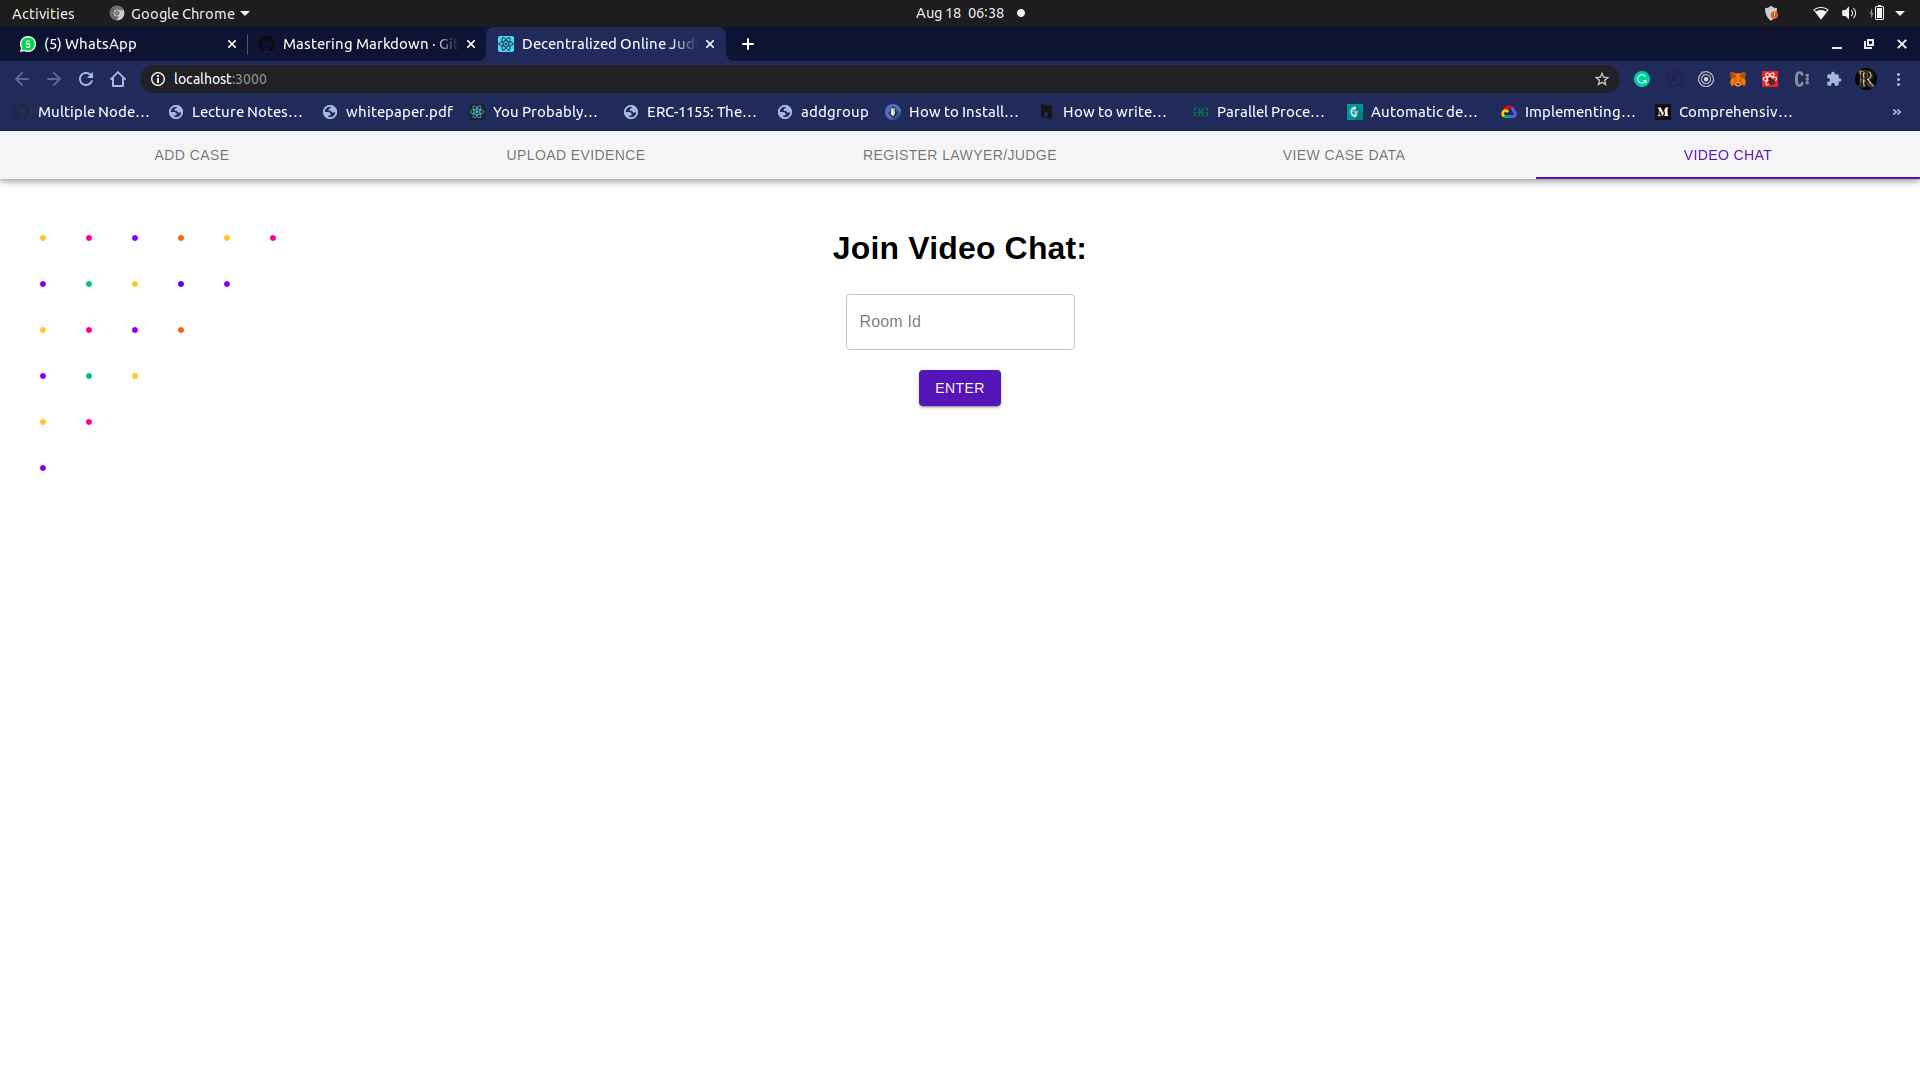 Activities Google Chrome Aug 18 06:38
(5) WhatsApp Mastering Markdown · Git Decentralized Online Jud
localhost:3000
Multiple Node... Lecture Notes... whitepaper.pdf You Probably... ERC-1155: The... addgroup How to Install... How to write... Parallel Proce... Automatic de... Implementing... Comprehensiv... »
ADD CASE UPLOAD EVIDENCE REGISTER LAWYER/JUDGE VIEW CASE DATA VIDEO CHAT
Join Video Chat:
Room Id
ENTER